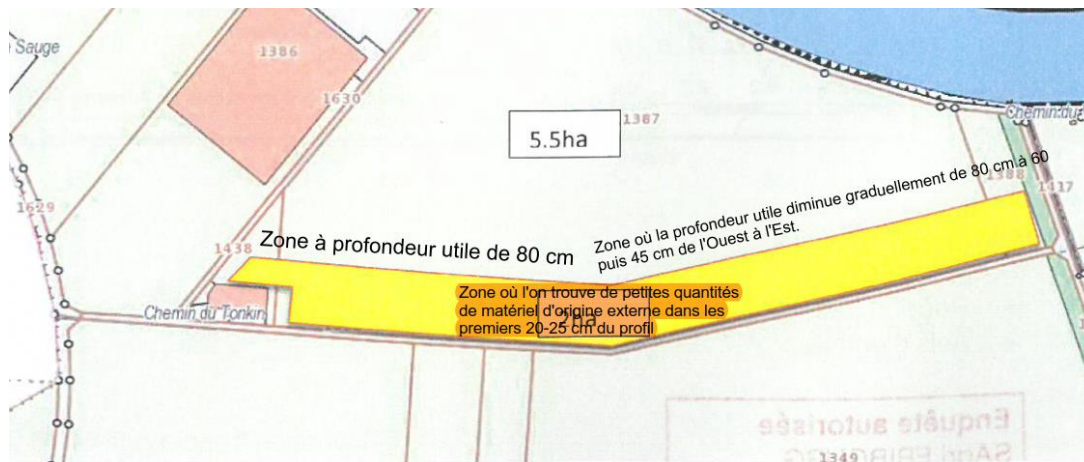 Sauge
1386
1630
5.5ha
1387
Chemin du
1388
1417
1629
1438
Zone à profondeur utile de 80 cm
Zone où la profondeur utile diminue graduellement de 80 cm à 60
puis 45 cm de l'Ouest à l'Est.
Chemin du Tonkin
Zone où l'on trouve de petites quantités
de matériel d'origine externe dans les
premiers 20-25 cm du profil
2ha
Enquête autorisée
SAgri FRIBOURG
1349